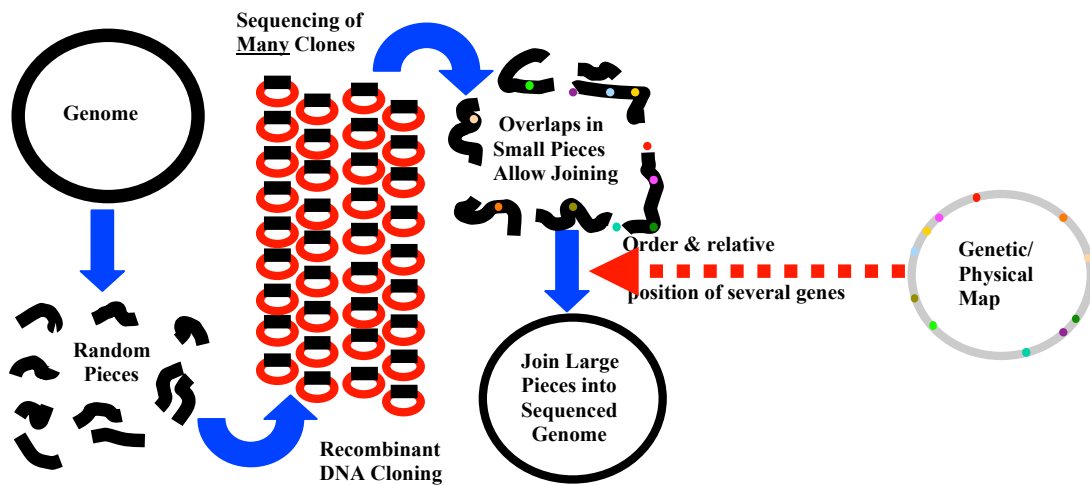 Genome
Random
Pieces
Sequencing of
Many Clones
Recombinant
DNA Cloning
Overlaps in
Small Pieces
Allow Joining
Order & relative
position of several genes
Genetic/
Physical
Map
Join Large
Pieces into
Sequenced
Genome